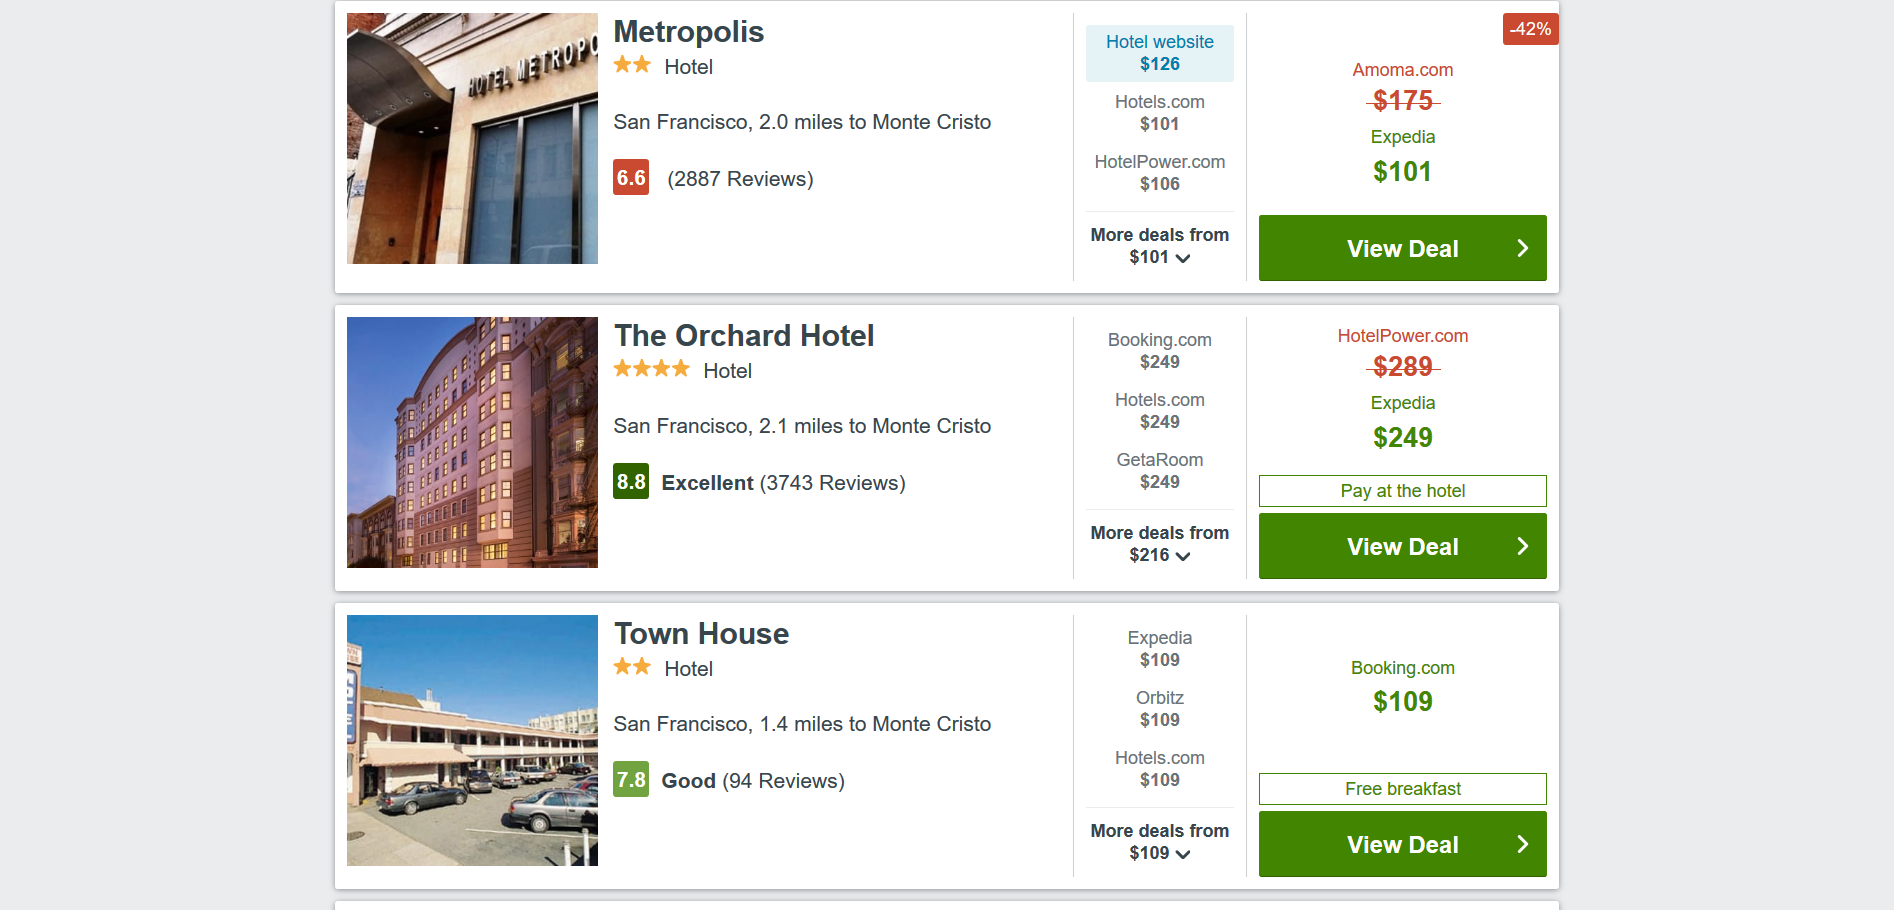 HOTEL METROPO
Metropolis
Hotel
San Francisco, 2.0 miles to Monte Cristo
6.6 (2887 Reviews)
Hotel website
$126
Hotels.com
$101
HotelPower.com
$106
More deals from
$101
-42%
Amoma.com
$175
Expedia
$101
View Deal
The Orchard Hotel
Hotel
San Francisco, 2.1 miles to Monte Cristo
8.8 Excellent (3743 Reviews)
Booking.com
$249
Hotels.com
$249
GetaRoom
$249
More deals from
$216
HotelPower.com
$289
Expedia
$249
Pay at the hotel
View Deal
Town House
Hotel
San Francisco, 1.4 miles to Monte Cristo
7.8 Good (94 Reviews)
Expedia
$109
Orbitz
$109
Hotels.com
$109
More deals from
$109
Booking.com
$109
Free breakfast
View Deal